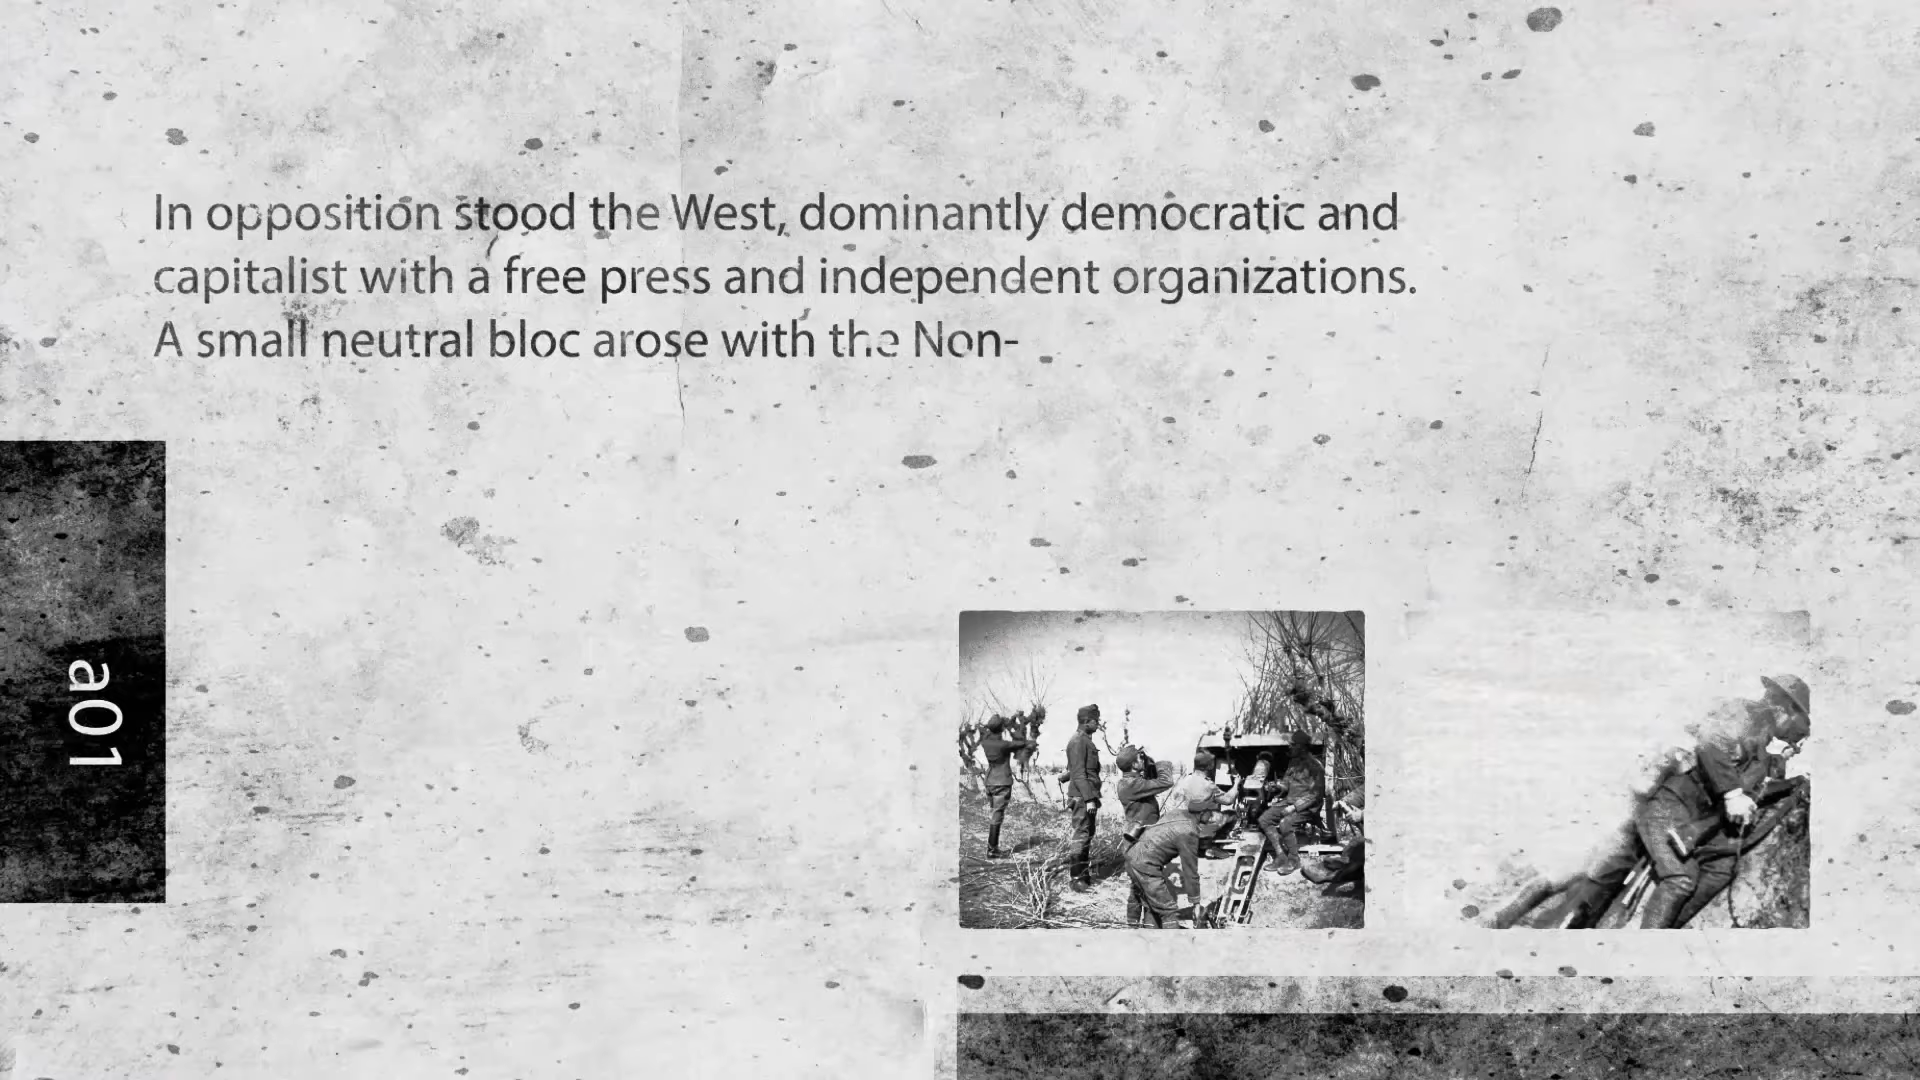 In opposition stood the West, dominantly democratic and
capitalist with a free press and independent organizations.
A small neutral bloc arose with the Non-
a01